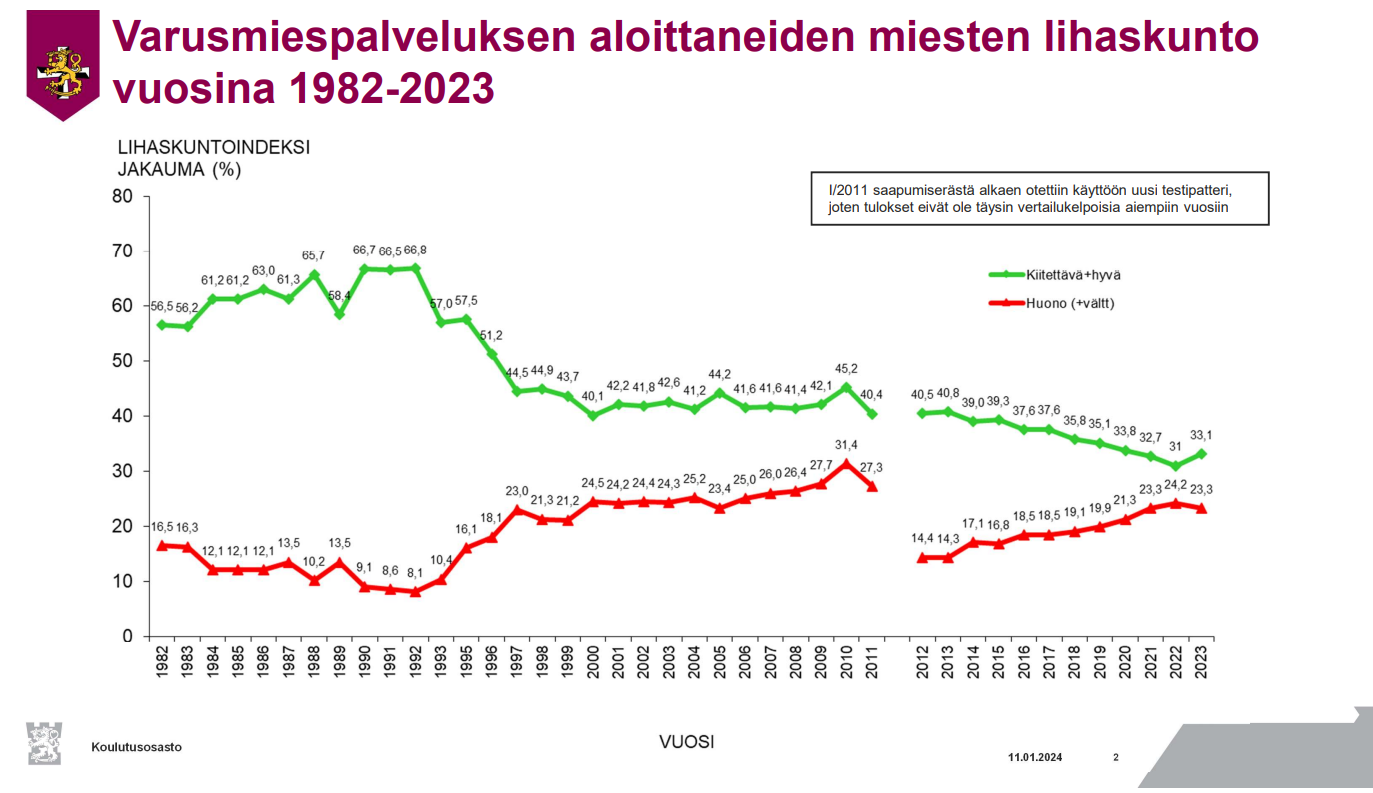 Varusmiespalveluksen aloittaneiden miesten lihaskunto
vuosina 1982-2023
LIHASKUNTOINDEKSI
JAKAUMA (%)
I/2011 saapumiserästä alkaen otettiin käyttöön uusi testipatteri,
joten tulokset eivät ole täysin vertailukelpoisia aiempiin vuosiin
Kiitettävä+hyvä
Huono (+vältt)
80
70
60
50
40
30
20
10
0
56,5 56,2 61,2 61,2 63,0 61,3 65,7 58,4 66,7 66,5 66,8 57,0 57,5 51,2 44,5 44,9 43,7 40,1 42,2 41,8 42,6 41,2 44,2 41,6 41,6 41,4 42,1 45,2 40,4 40,5 40,8 39,0 39,3 37,6 37,6 35,8 35,1 33,8 32,7 31 33,1
16,5 16,3 12,1 12,1 12,1 13,5 10,2 13,5 9,1 8,6 8,1 10,4 16,1 18,1 23,0 21,3 21,2 24,5 24,2 24,4 24,3 25,2 23,4 25,0 26,0 26,4 27,7 31,4 27,3 14,4 14,3 17,1 16,8 18,5 18,5 19,1 19,9 21,3 23,3 24,2 23,3
1982 1983 1984 1985 1986 1987 1988 1989 1990 1991 1992 1993 1995 1996 1997 1998 1999 2000 2001 2002 2003 2004 2005 2006 2007 2008 2009 2010 2011 2012 2013 2014 2015 2016 2017 2018 2019 2020 2021 2022 2023
VUOSI
Koulutusosasto
11.01.2024
2